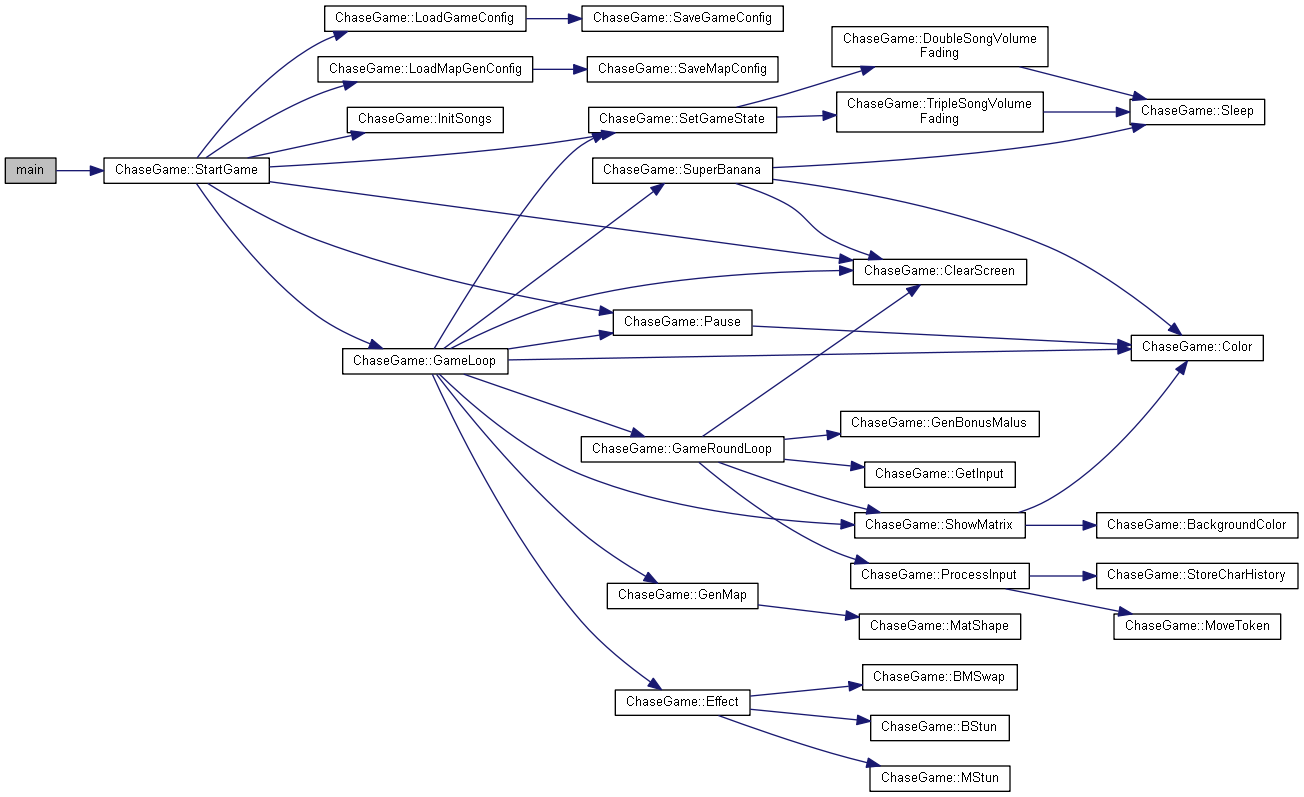 main
ChaseGame::StartGame
ChaseGame::LoadGameConfig
ChaseGame::SaveGameConfig
ChaseGame::LoadMapGenConfig
ChaseGame::SaveMapConfig
ChaseGame::InitSongs
ChaseGame::SetGameState
ChaseGame::DoubleSongVolume
Fading
ChaseGame::TripleSongVolume
Fading
ChaseGame::Sleep
ChaseGame::SuperBanana
ChaseGame::ClearScreen
ChaseGame::Pause
ChaseGame::Color
ChaseGame::GameLoop
ChaseGame::GameRoundLoop
ChaseGame::GenBonusMalus
ChaseGame::GetInput
ChaseGame::ShowMatrix
ChaseGame::BackgroundColor
ChaseGame::ProcessInput
ChaseGame::StoreCharHistory
ChaseGame::MoveToken
ChaseGame::GenMap
ChaseGame::MatShape
ChaseGame::Effect
ChaseGame::BMSwap
ChaseGame::BStun
ChaseGame::MStun